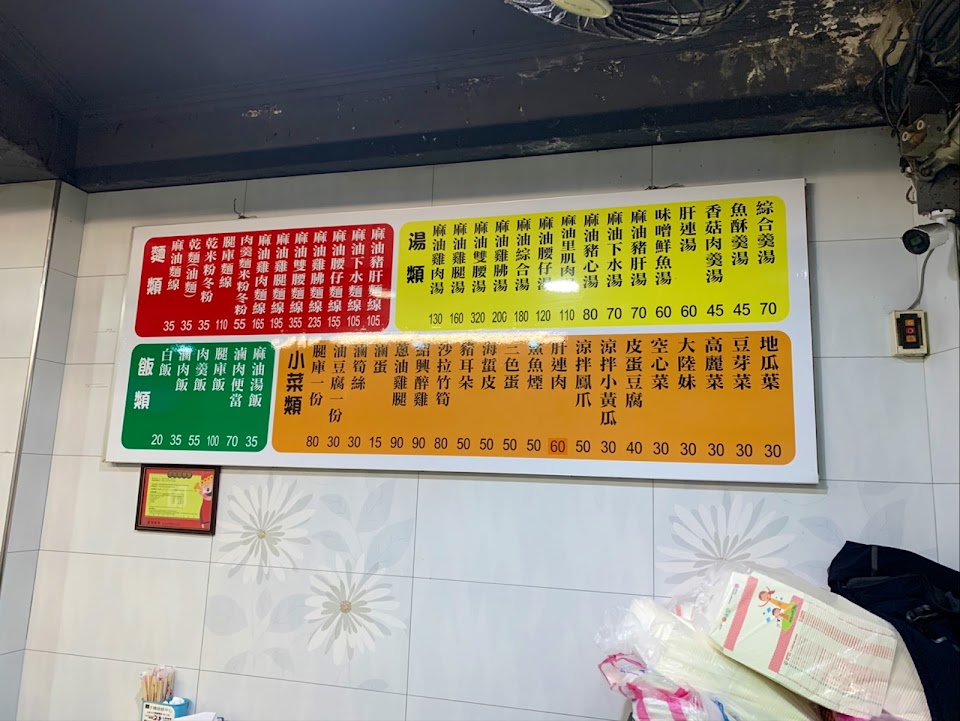 麵類
麻油麵線 35
乾麵(油麵) 35
乾米粉冬粉 35
腿庫麵線 110
肉羹麵米粉冬粉 55
麻油雞肉麵線 165
麻油雞腿麵線 195
麻油雙腰麵線 355
麻油雞胇麵線 235
麻油腰仔麵線 155
麻油下水麵線 105
麻油豬肝麵線 105
湯類
麻油雞肉湯 130
麻油雞腿湯 160
麻油雙腰湯 320
麻油雞胇湯 200
麻油綜合湯 180
麻油腰仔湯 120
麻油里肌肉湯 110
麻油豬心湯 80
麻油下水湯 70
麻油豬肝湯 70
味噌鮮魚湯 60
肝連湯 60
香菇肉羹湯 45
魚酥羹湯 45
綜合羹湯 70
飯類
白飯 20
滷肉飯 35
肉羹飯 55
腿庫飯 100
滷肉便當 70
麻油湯飯 35
小菜類
腿庫一份 80
油豆腐一份 30
滷筍絲 30
滷蛋 15
蔥油雞腿 90
紹興醉雞 90
沙拉竹筍 80
豬耳朵 50
海蜇皮 50
三色蛋 50
鯊魚煙 50
肝連肉 60
涼拌鳳爪 50
涼拌小黃瓜 30
皮蛋豆腐 40
空心菜 30
大陸妹 30
高麗菜 30
豆芽菜 30
地瓜葉 30